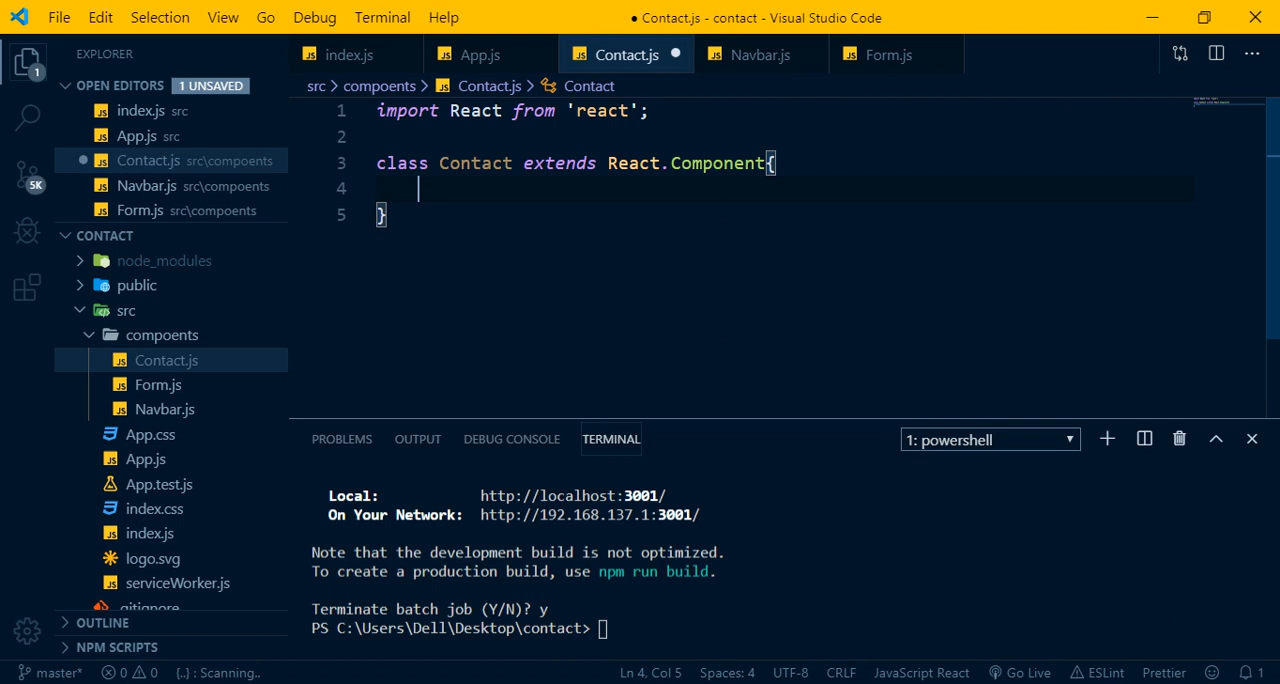 File Edit Selection View Go Debug Terminal Help ● Contact.js - contact - Visual Studio Code
EXPLORER
index.js App.js Contact.js Navbar.js Form.js
OPEN EDITORS 1 UNSAVED
src > compoents > Contact.js > Contact
index.js src
App.js src
Contact.js src\compoents
Navbar.js src\compoents
Form.js src\compoents
CONTACT
node_modules
public
src
compoents
Contact.js
Form.js
Navbar.js
App.css
App.js
App.test.js
index.css
index.js
logo.svg
serviceWorker.js
.gitignore
OUTLINE
NPM SCRIPTS
1
5K
1 import React from 'react';
2
3 class Contact extends React.Component{
4
5 }
PROBLEMS OUTPUT DEBUG CONSOLE TERMINAL 1: powershell
Local: http://localhost:3001/
On Your Network: http://192.168.137.1:3001/
Note that the development build is not optimized.
To create a production build, use npm run build.
Terminate batch job (Y/N)? y
PS C:\Users\Dell\Desktop\contact>
master* 0 0 {..} : Scanning.. Ln 4, Col 5 Spaces: 4 UTF-8 CRLF JavaScript React Go Live ESLint Prettier 1